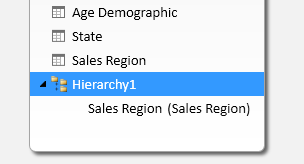 Age Demographic
State
Sales Region
Hierarchy1
Sales Region (Sales Region)